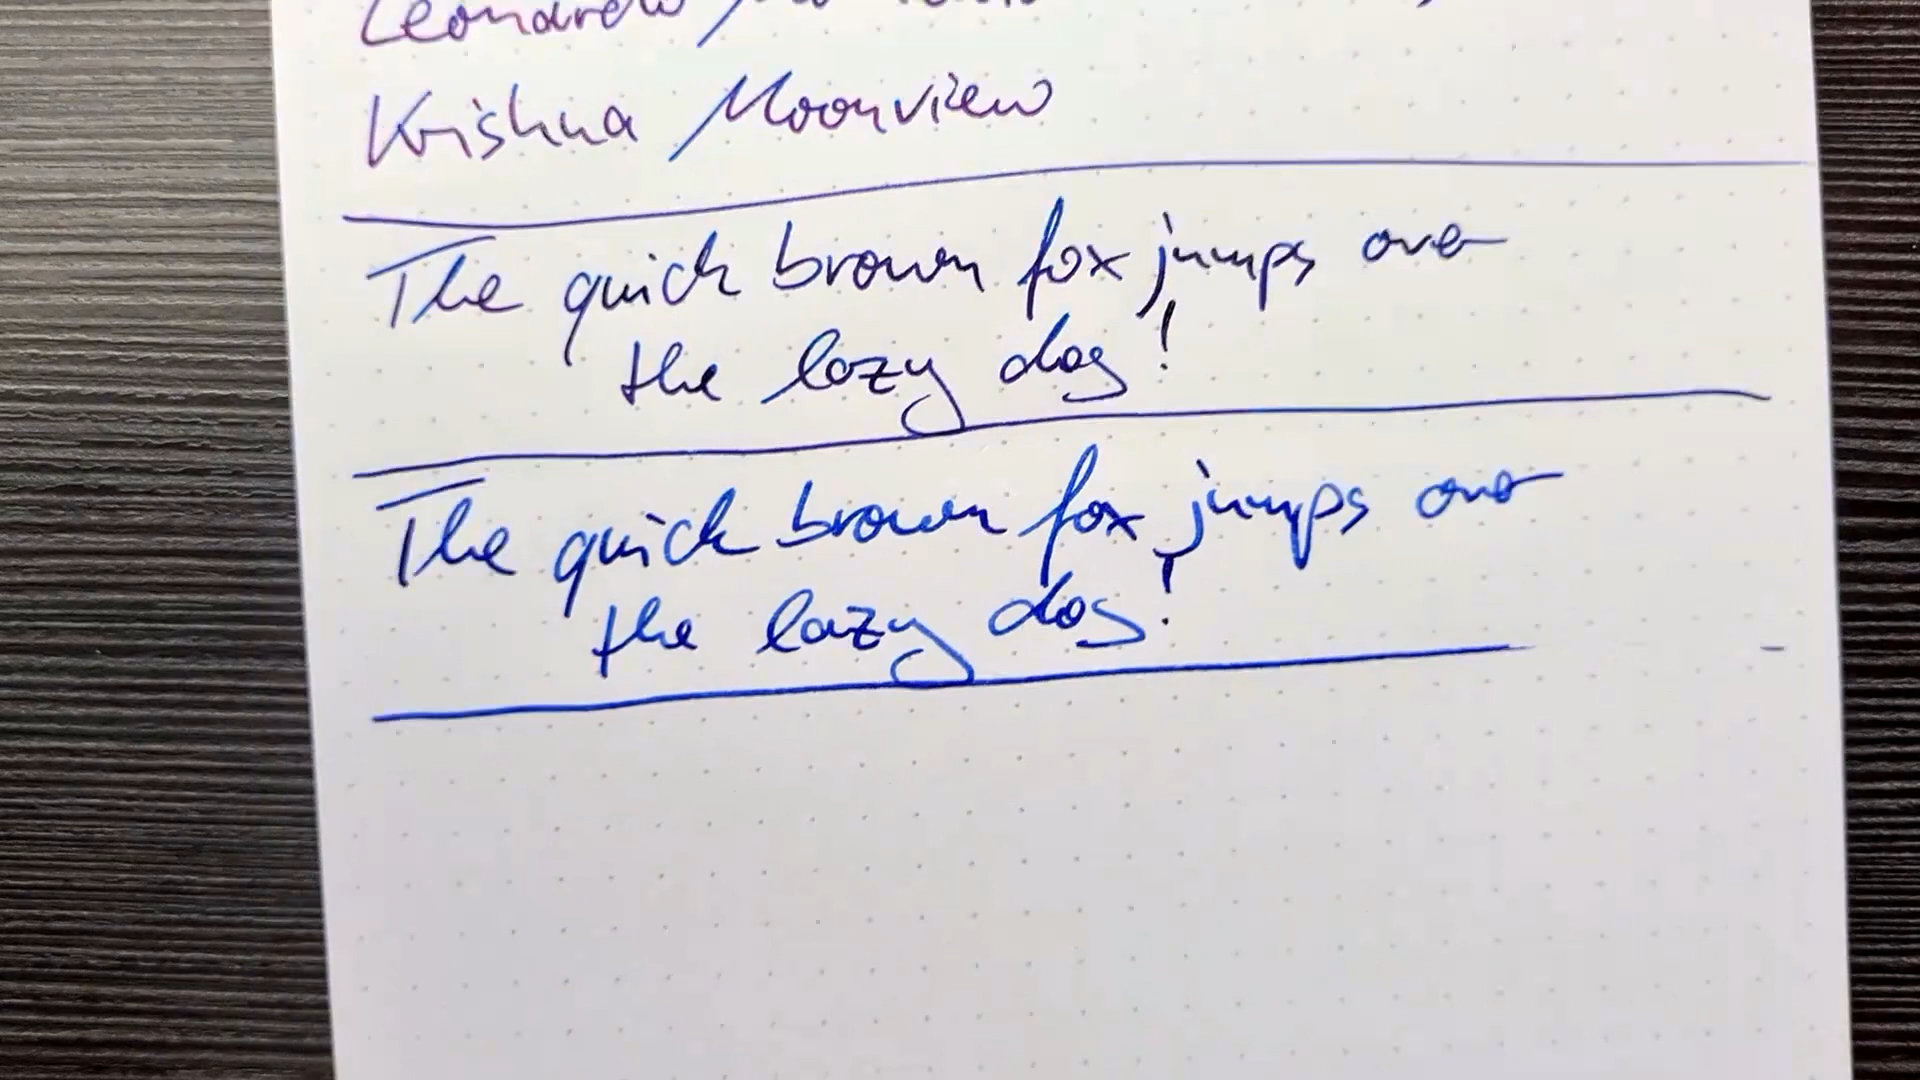 Krishna Moonview
The quick brown fox jumps over
the lazy dog!
The quick brown fox jumps over
the lazy dog!